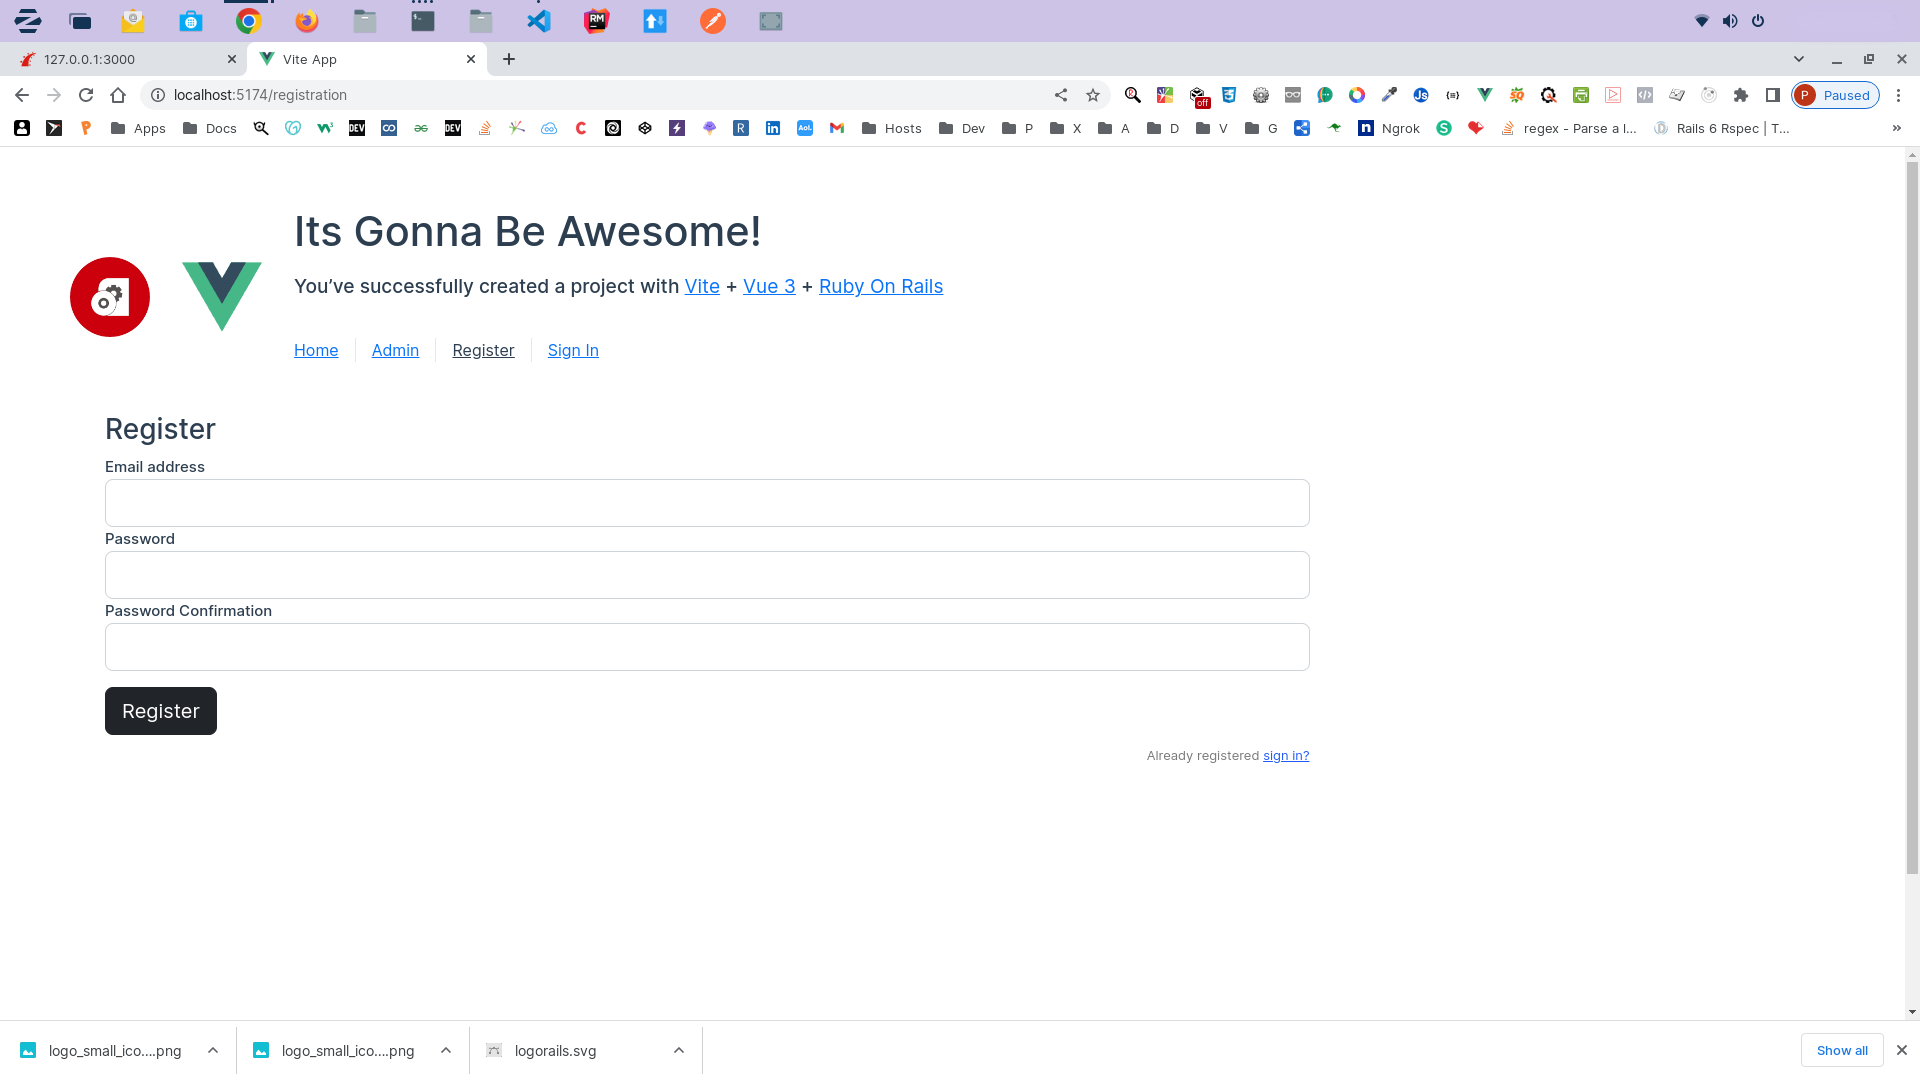 127.0.0.1:3000
Vite App
localhost:5174/registration
off
P Paused
Apps
Docs
Hosts
Dev
P
X
A
D
V
G
Ngrok
regex - Parse a l...
Rails 6 Rspec | T...
Its Gonna Be Awesome!
You’ve successfully created a project with Vite + Vue 3 + Ruby On Rails
Home
Admin
Register
Sign In
Register
Email address
Password
Password Confirmation
Register
Already registered sign in?
logo_small_ico....png
logo_small_ico....png
logorails.svg
Show all